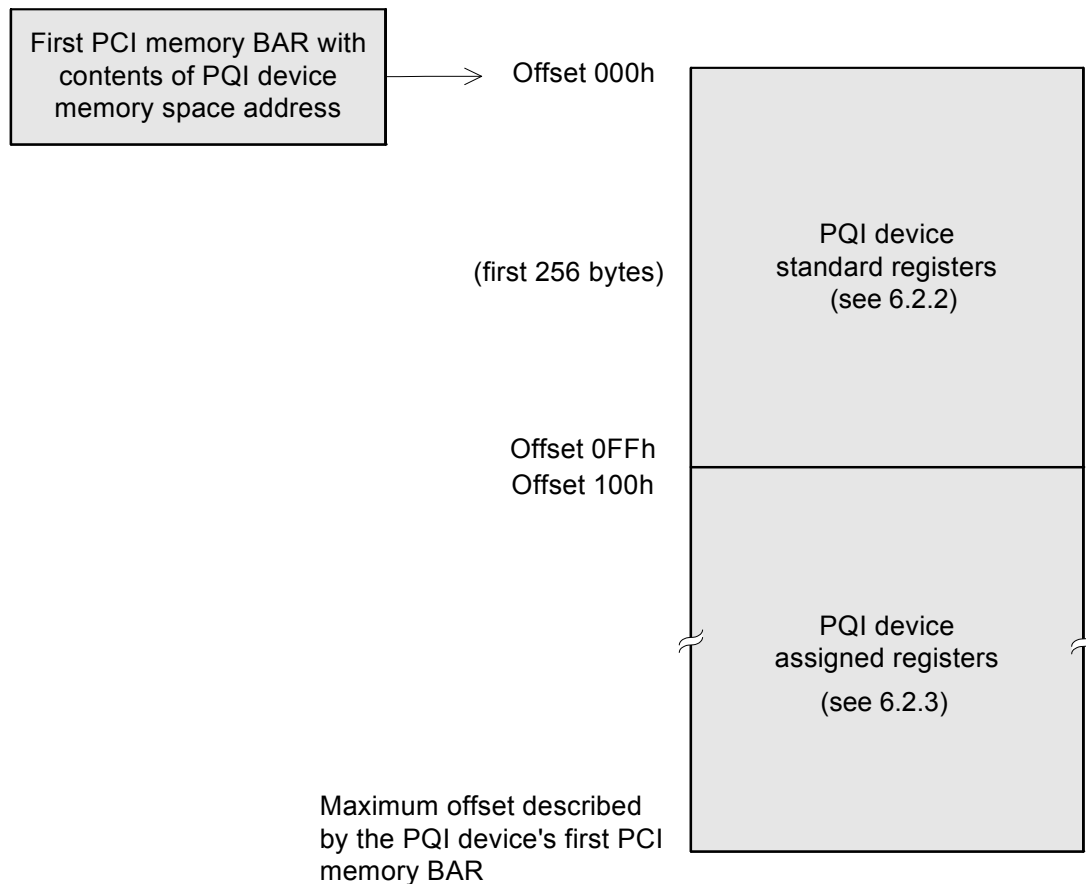 First PCI memory BAR with
contents of PQI device
memory space address
Offset 000h
(first 256 bytes)
PQI device
standard registers
(see 6.2.2)
Offset 0FFh
Offset 100h
PQI device
assigned registers
(see 6.2.3)
Maximum offset described
by the PQI device's first PCI
memory BAR